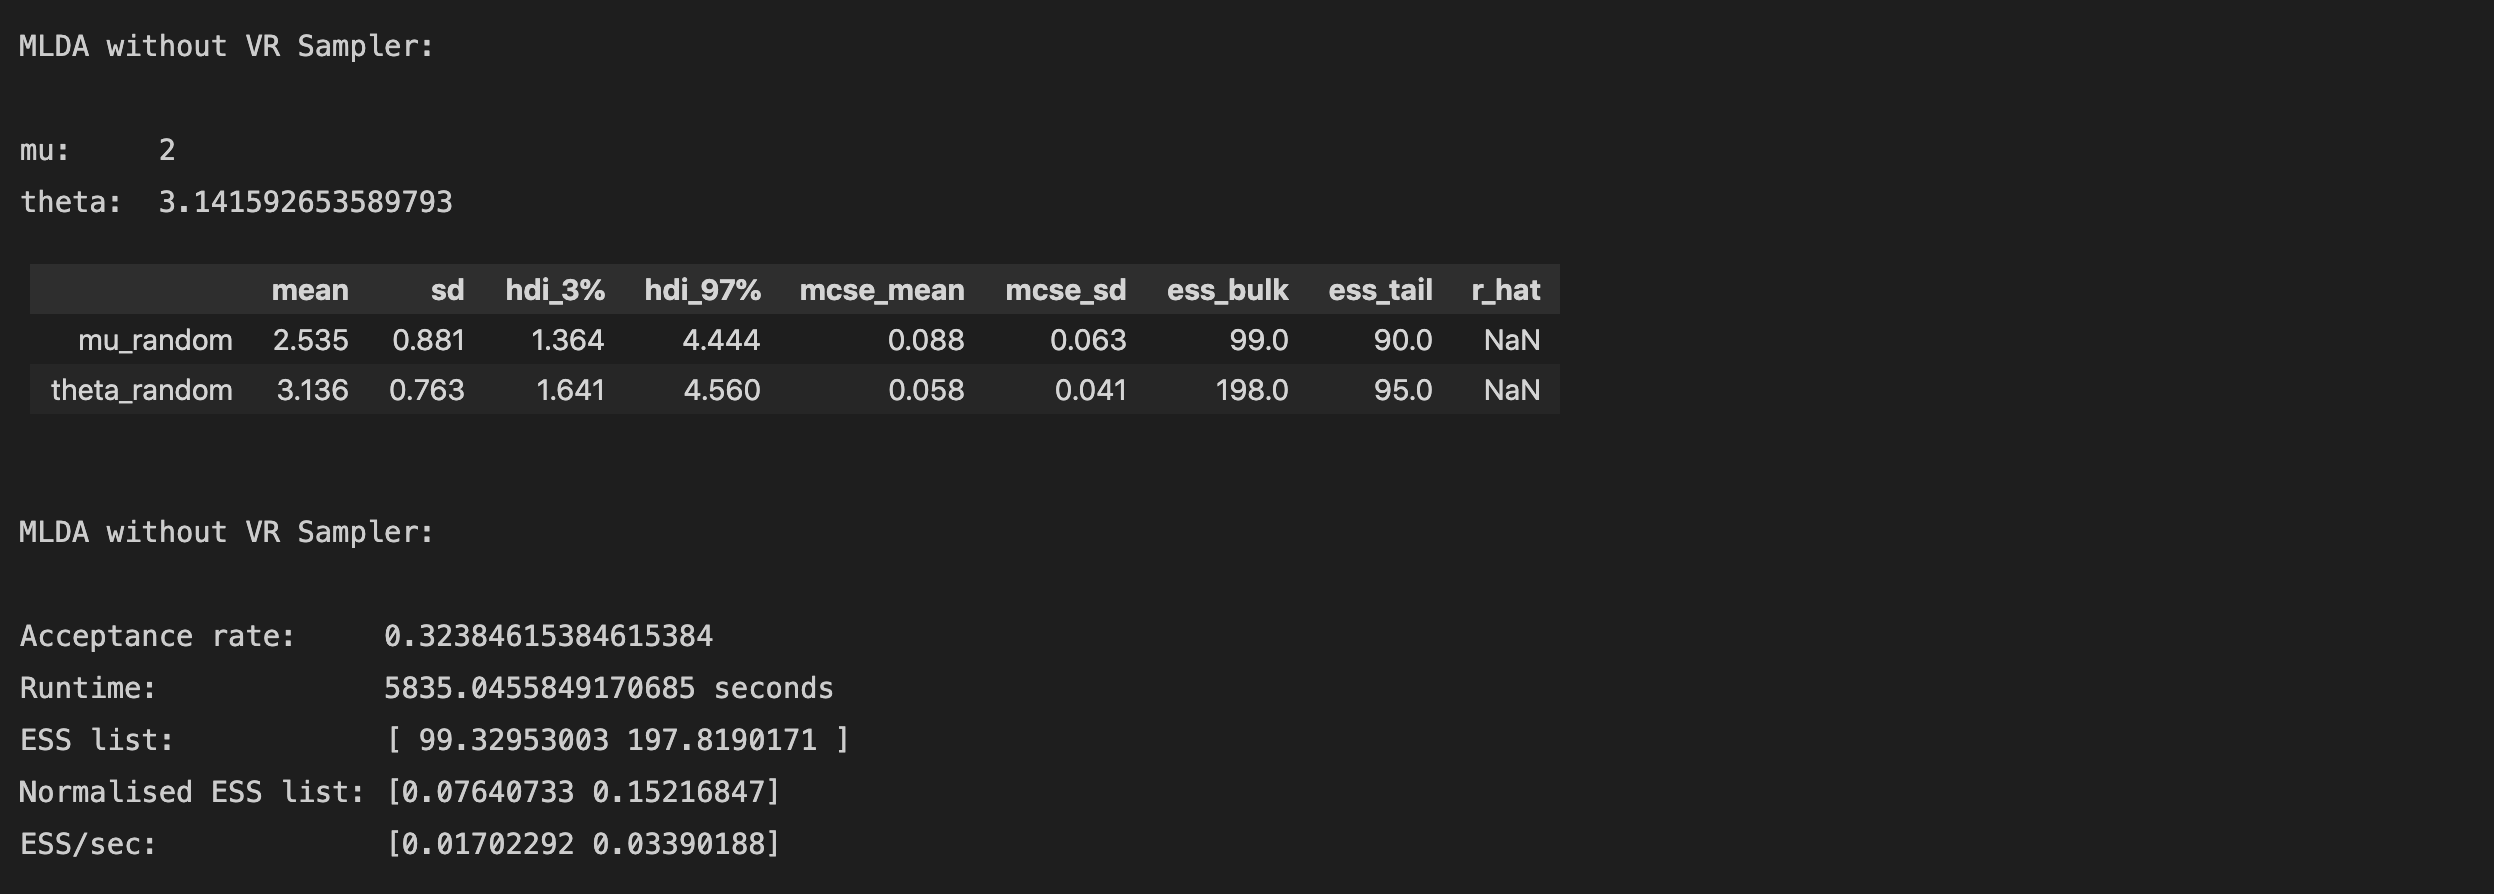 MLDA without VR Sampler:
mu: 2
theta: 3.141592653589793
mean sd hdi_3% hdi_97% mcse_mean mcse_sd ess_bulk ess_tail r_hat
mu_random 2.535 0.881 1.364 4.444 0.088 0.063 99.0 90.0 NaN
theta_random 3.136 0.763 1.641 4.560 0.058 0.041 198.0 95.0 NaN
MLDA without VR Sampler:
Acceptance rate: 0.32384615384615384
Runtime: 5835.0455849170685 seconds
ESS list: [ 99.32953003 197.8190171 ]
Normalised ESS list: [0.07640733 0.15216847]
ESS/sec: [0.01702292 0.03390188]